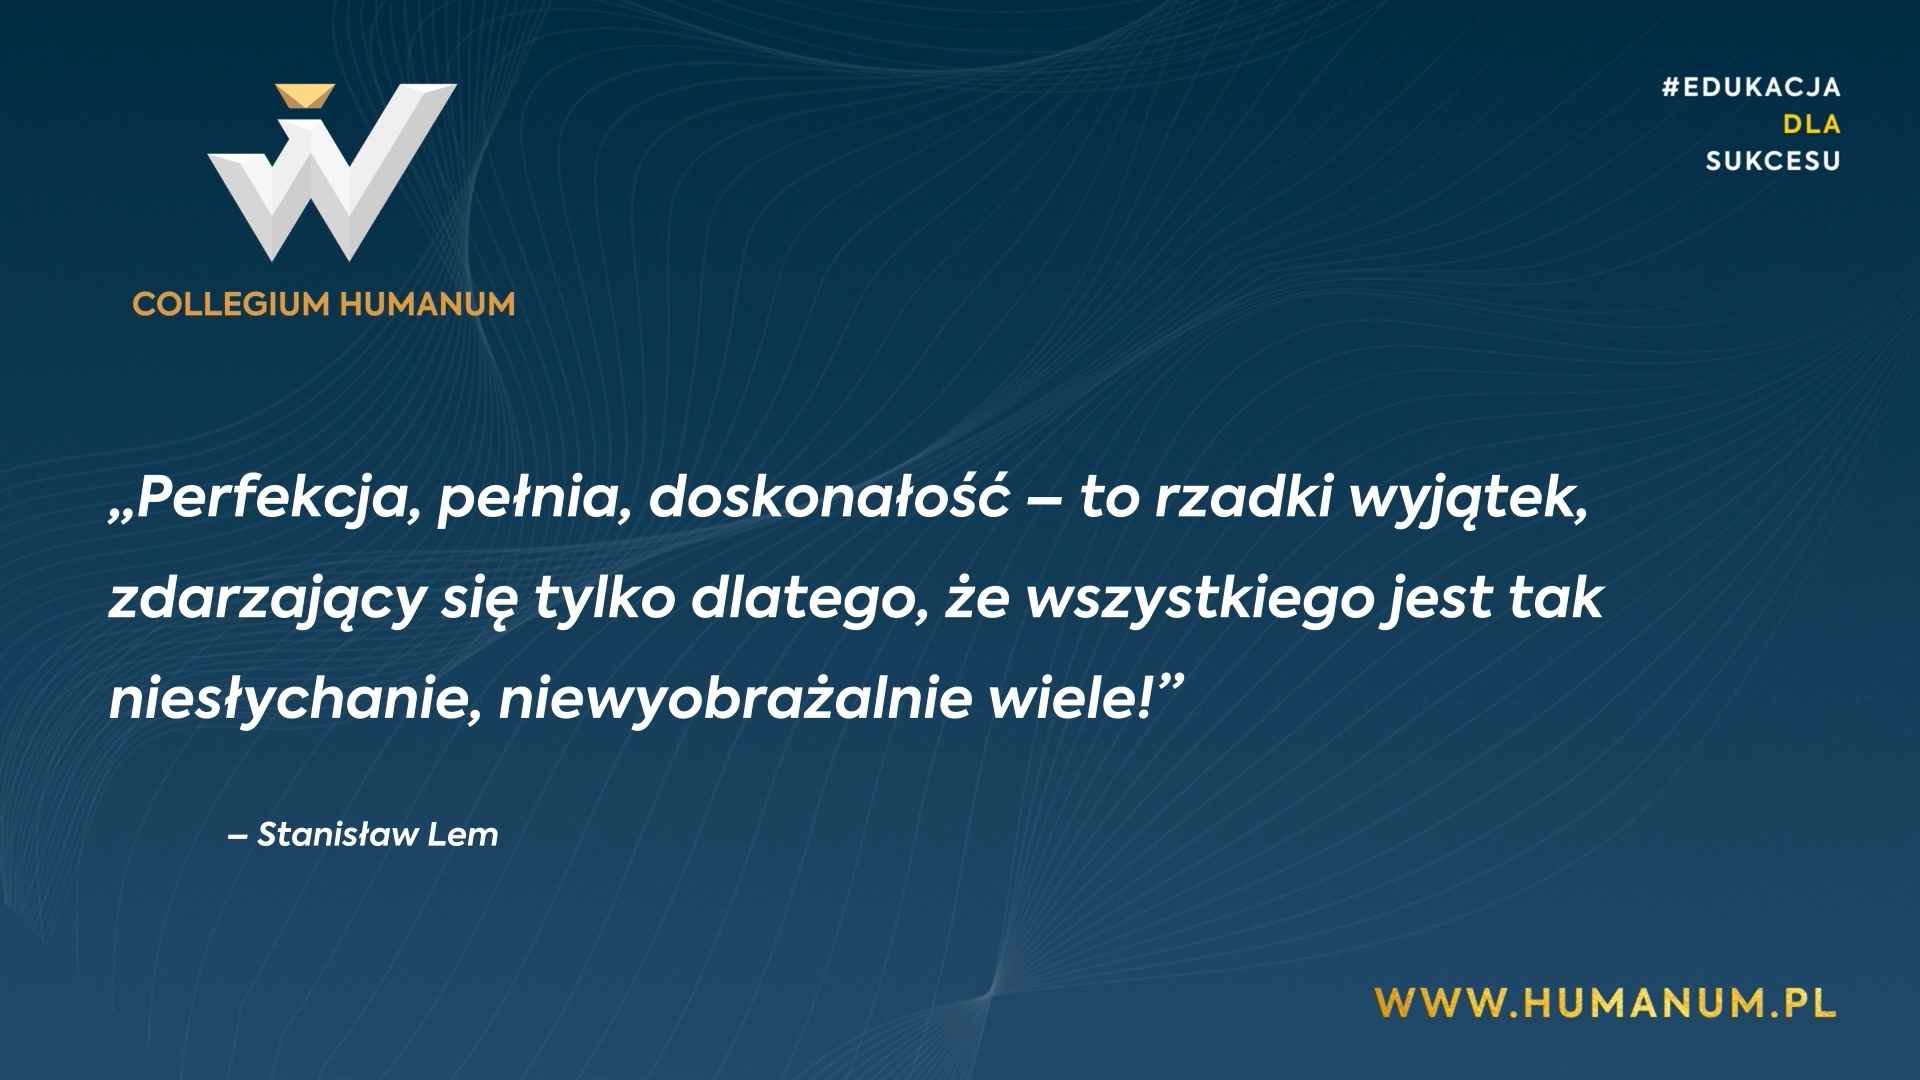 COLLEGIUM HUMANUM
#EDUKACJA
DLA
SUKCESU
„Perfekcja, pełnia, doskonałość – to rzadki wyjątek,
zdarzający się tylko dlatego, że wszystkiego jest tak
niesłychanie, niewyobrażalnie wiele!”
– Stanisław Lem
WWW.HUMANUM.PL